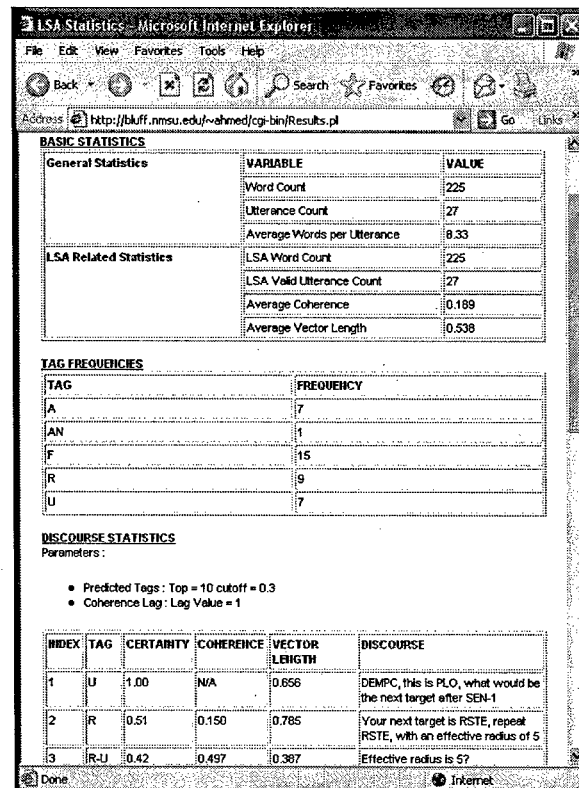 LSA Statistics - Microsoft Internet Explorer
File Edit View Favorites Tools Help
Back Search Favorites
Address http://bluff.nmsu.edu/~ahmed/cgi-bin/Results.pl Go Links
BASIC STATISTICS
General Statistics VARIABLE VALUE
Word Count 225
Utterance Count 27
Average Words per Utterance 8.33
LSA Related Statistics LSA Word Count 225
LSA Valid Utterance Count 27
Average Coherence 0.189
Average Vector Length 0.538
TAG FREQUENCIES
TAG FREQUENCY
A 7
AN 1
F 15
R 9
U 7
DISCOURSE STATISTICS
Parameters :
• Predicted Tags : Top = 10 cutoff = 0.3
• Coherence Lag : Lag Value = 1
INDEX TAG CERTAINTY COHERENCE VECTOR LENGTH DISCOURSE
1 U 1.00 N/A 0.656 DEMPC, this is PLO, what would be
the next target after SEN-1
2 R 0.51 0.150 0.785 Your next target is RSTE, repeat
RSTE, with an effective radius of 5
3 R-U 0.42 0.497 0.387 Effective radius is 5?
Done Internet